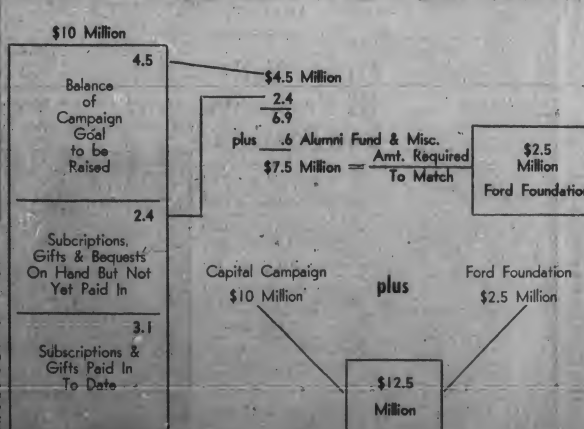 $10 Million
4.5
Balance
of
Campaign
Goal
to be
Raised
2.4
Subcriptions,
Gifts & Bequests
On Hand But Not
Yet Paid In
3.1
Subscriptions &
Gifts Paid In
To Date
$4.5 Million
2.4
6.9
plus .6 Alumni Fund & Misc.
$7.5 Million = Amt. Required
To Match
$2.5
Million
Ford Foundation
Capital Campaign
$10 Million
plus
Ford Foundation
$2.5 Million
$12.5
Million